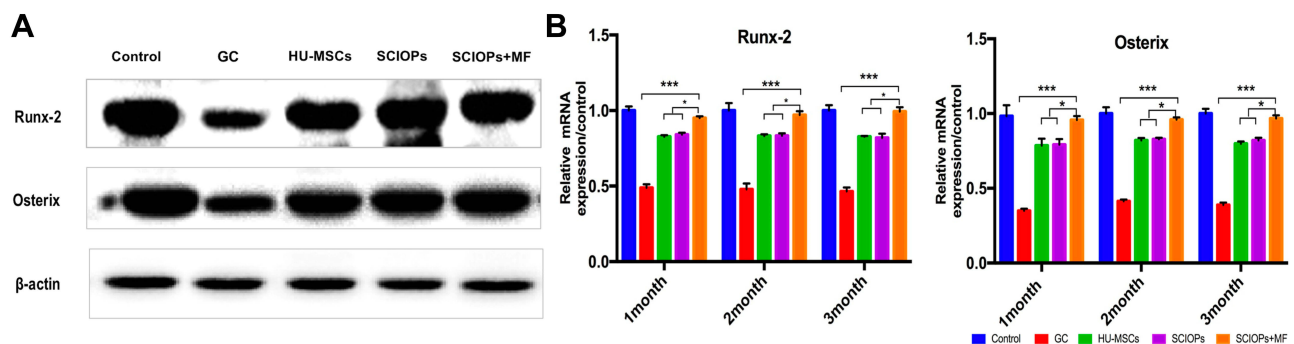 A
Control GC HU-MSCs SCIOPs SCIOPs+MF
Runx-2
Osterix
β-actin
B
Runx-2
Relative mRNA
expression/control
1.5
1.0
0.5
0.0
*** *** ***
* * *
1month 2month 3month
Osterix
Relative mRNA
expression/control
1.5
1.0
0.5
0.0
*** *** ***
* * *
1month 2month 3month
Control GC HU-MSCs SCIOPs SCIOPs+MF